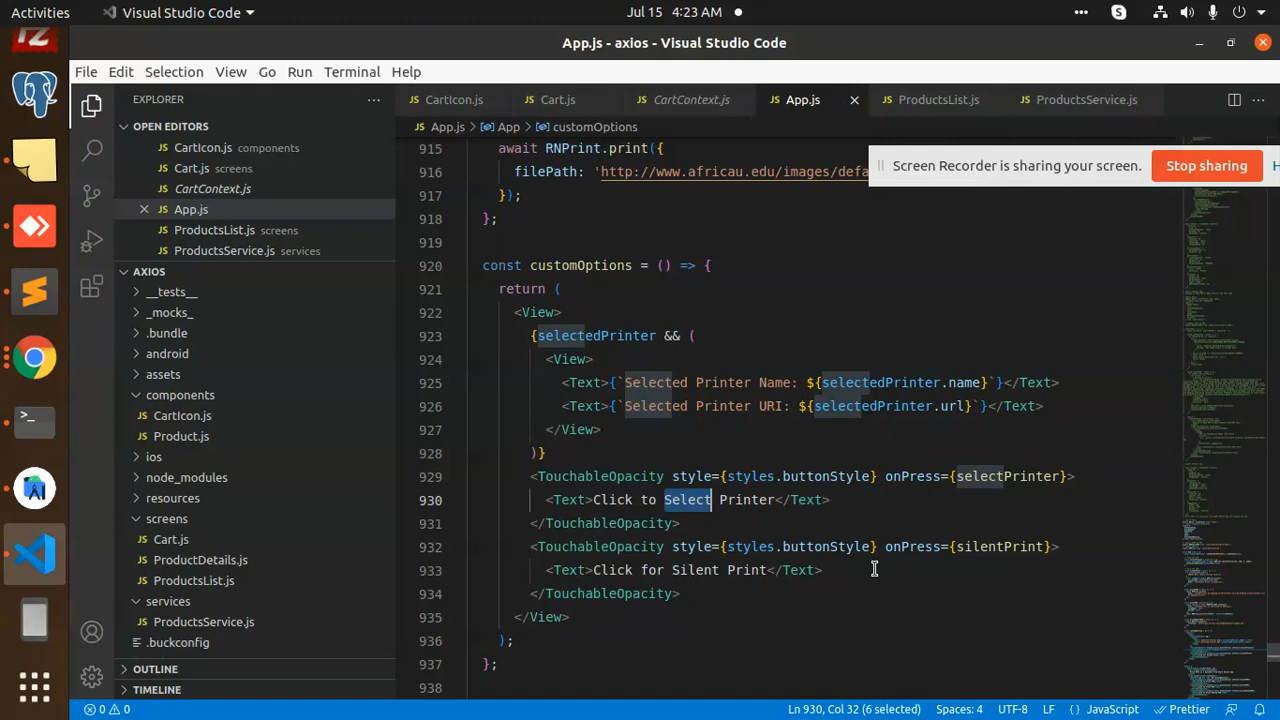 Activities
Visual Studio Code
Jul 15 4:23 AM
App.js - axios - Visual Studio Code
File Edit Selection View Go Run Terminal Help
EXPLORER
OPEN EDITORS
CartIcon.js components
Cart.js screens
CartContext.js
App.js
ProductsList.js screens
ProductsService.js services
AXIOS
__tests__
_mocks_
.bundle
android
assets
components
CartIcon.js
Product.js
ios
node_modules
resources
screens
Cart.js
ProductDetails.js
ProductsList.js
services
ProductsService.js
.buckconfig
OUTLINE
TIMELINE
CartIcon.js Cart.js CartContext.js App.js ProductsList.js ProductsService.js
App.js > App > customOptions
Screen Recorder is sharing your screen. Stop sharing
915 await RNPrint.print({
916 filePath: 'http://www.africau.edu/images/defa
917 });
918 };
919
920 const customOptions = () => {
921 return (
922 <View>
923 {selectedPrinter && (
924 <View>
925 <Text>{`Selected Printer Name: ${selectedPrinter.name}`}</Text>
926 <Text>{`Selected Printer URI: ${selectedPrinter.url}`}</Text>
927 </View>
928 )}
929 <TouchableOpacity style={styles.buttonStyle} onPress={selectPrinter}>
930 <Text>Click to Select Printer</Text>
931 </TouchableOpacity>
932 <TouchableOpacity style={styles.buttonStyle} onPress={silentPrint}>
933 <Text>Click for Silent Print</Text>
934 </TouchableOpacity>
935 </View>
936 );
937 };
938
0 0 Ln 930, Col 32 (6 selected) Spaces: 4 UTF-8 LF { } JavaScript Prettier